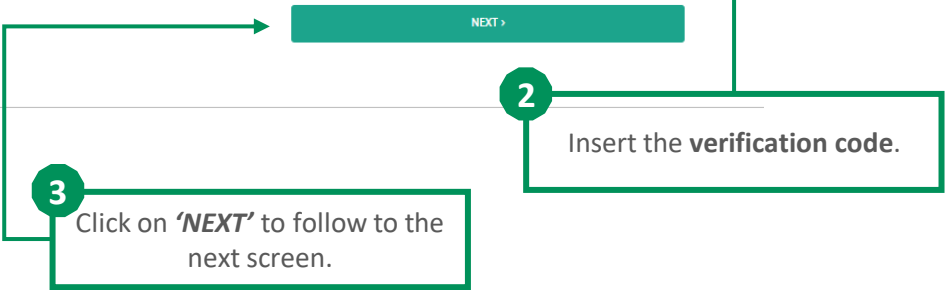 NEXT >
2
Insert the verification code.
3
Click on ‘NEXT’ to follow to the
next screen.